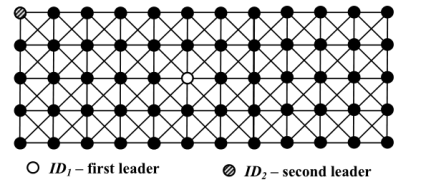 ID₁ – first leader ID₂ – second leader